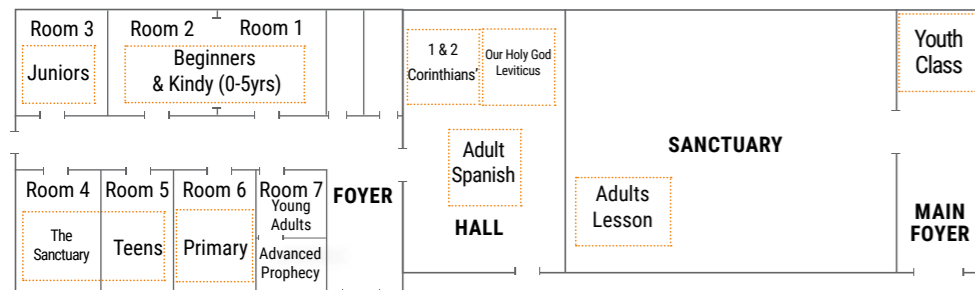 Room 3
Room 2
Room 1
Juniors
Beginners
& Kindy (0-5yrs)
1 & 2
Corinthians’
Our Holy God
Leviticus
Youth
Class
Adult
Spanish
SANCTUARY
Room 4
Room 5
Room 6
Room 7
The
Sanctuary
Teens
Primary
Young
Adults
Advanced
Prophecy
FOYER
HALL
Adults
Lesson
MAIN
FOYER